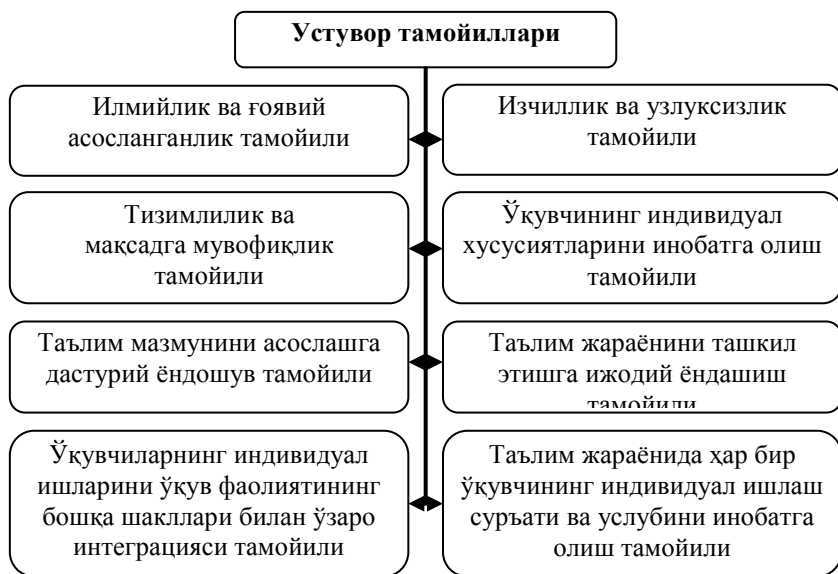 Устувор тамойиллари
Илмийлик ва ғоявий
асосланганлик тамойили
Изчиллик ва узлуксизлик
тамойили
Тизимлилик ва
мақсадга мувофиқлик
тамойили
Ўқувчининг индивидуал
хусусиятларини инобатга олиш
тамойили
Таълим мазмунини асослашга
дастурий ёндошув тамойили
Таълим жараёнини ташкил
этишга ижодий ёндашиш
тамойили
Ўқувчиларнинг индивидуал
ишларини ўқув фаолиятининг
бошқа шакллари билан ўзаро
интеграцияси тамойили
Таълим жараёнида ҳар бир
ўқувчининг индивидуал ишлаш
суръати ва услубини инобатга
олиш тамойили